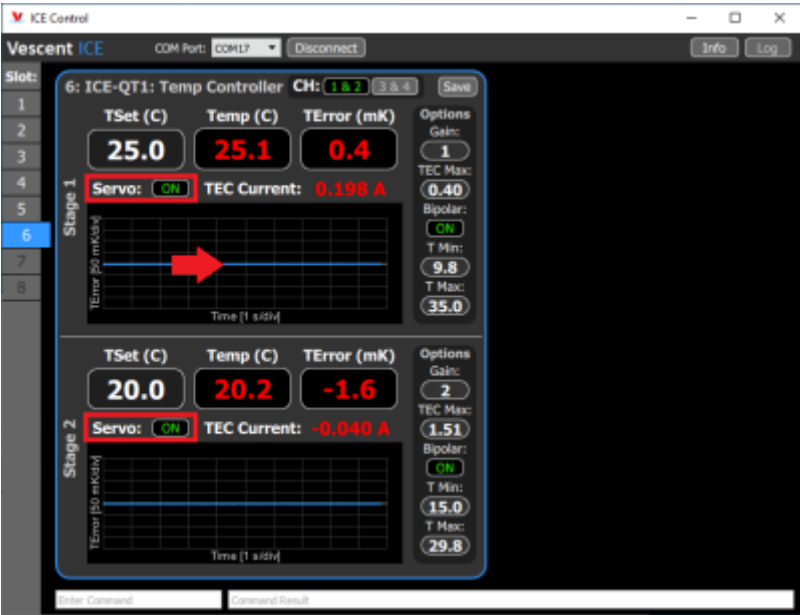 ICE Control
Vescent ICE COM Port: COM17 Disconnect Info Log
Slot:
1
2
3
4
5
6
7
8
6: ICE-QT1: Temp Controller CH: 1 & 2 3 & 4 Save
TSet (C) Temp (C) TError (mK)
25.0 25.1 0.4
Servo: ON TEC Current: 0.198 A
Stage 1
TError [50 mK/div]
Time [1 s/div]
Options
Gain:
1
TEC Max:
0.40
Bipolar:
ON
T Min:
9.8
T Max:
35.0
TSet (C) Temp (C) TError (mK)
20.0 20.2 -1.6
Servo: ON TEC Current: -0.040 A
Stage 2
TError [50 mK/div]
Time [1 s/div]
Options
Gain:
2
TEC Max:
1.51
Bipolar:
ON
T Min:
15.0
T Max:
29.8
Enter Command Command Result